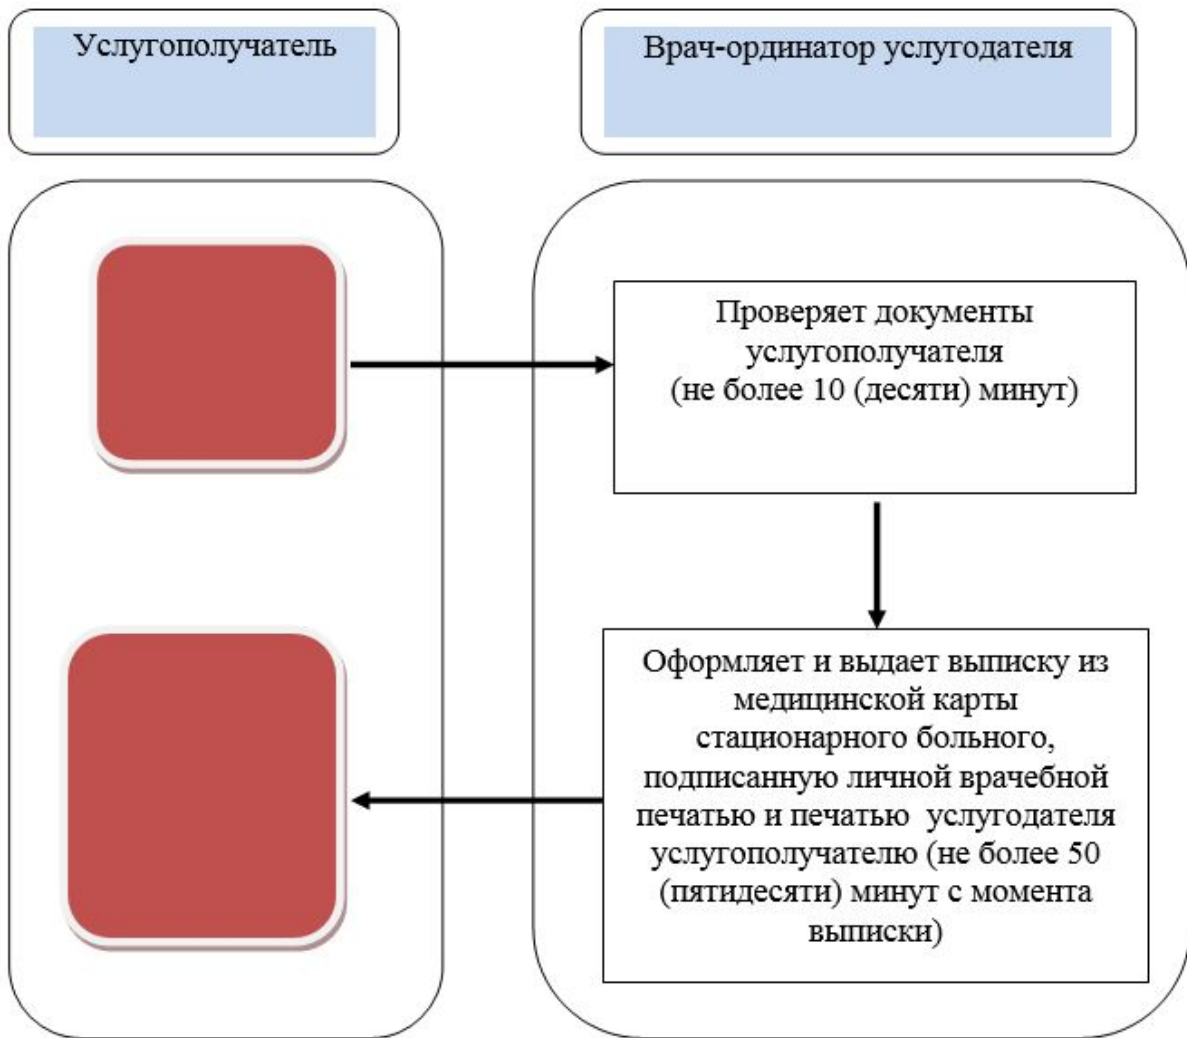 Услугополучатель
Врач-ординатор услугодателя
Проверяет документы
услугополучателя
(не более 10 (десяти) минут)
Оформляет и выдает выписку из
медицинской карты
стационарного больного,
подписанную личной врачебной
печатью и печатью  услугодателя
услугополучателю (не более 50
(пятидесяти) минут с момента
выписки)